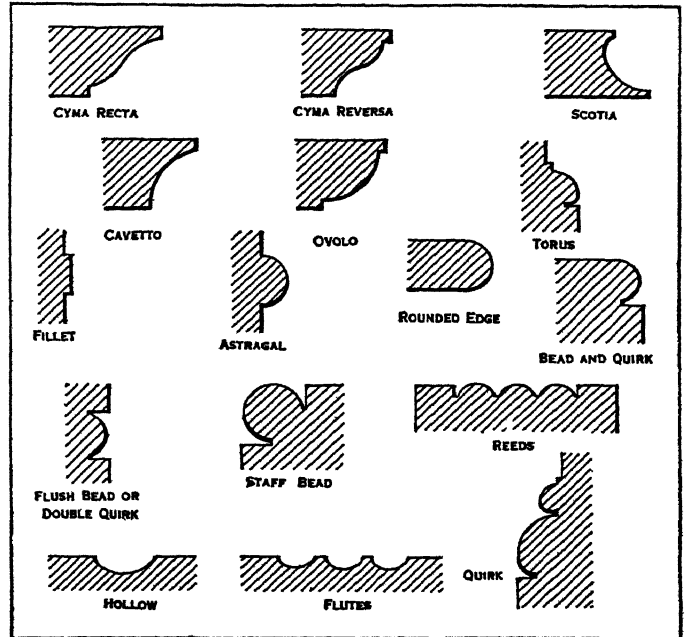 CYMA RECTA
CYMA REVERSA
SCOTIA
CAVETTO
OVOLO
TORUS
FILLET
ASTRAGAL
ROUNDED EDGE
BEAD AND QUIRK
FLUSH BEAD OR
DOUBLE QUIRK
STAFF BEAD
REEDS
HOLLOW
FLUTES
QUIRK